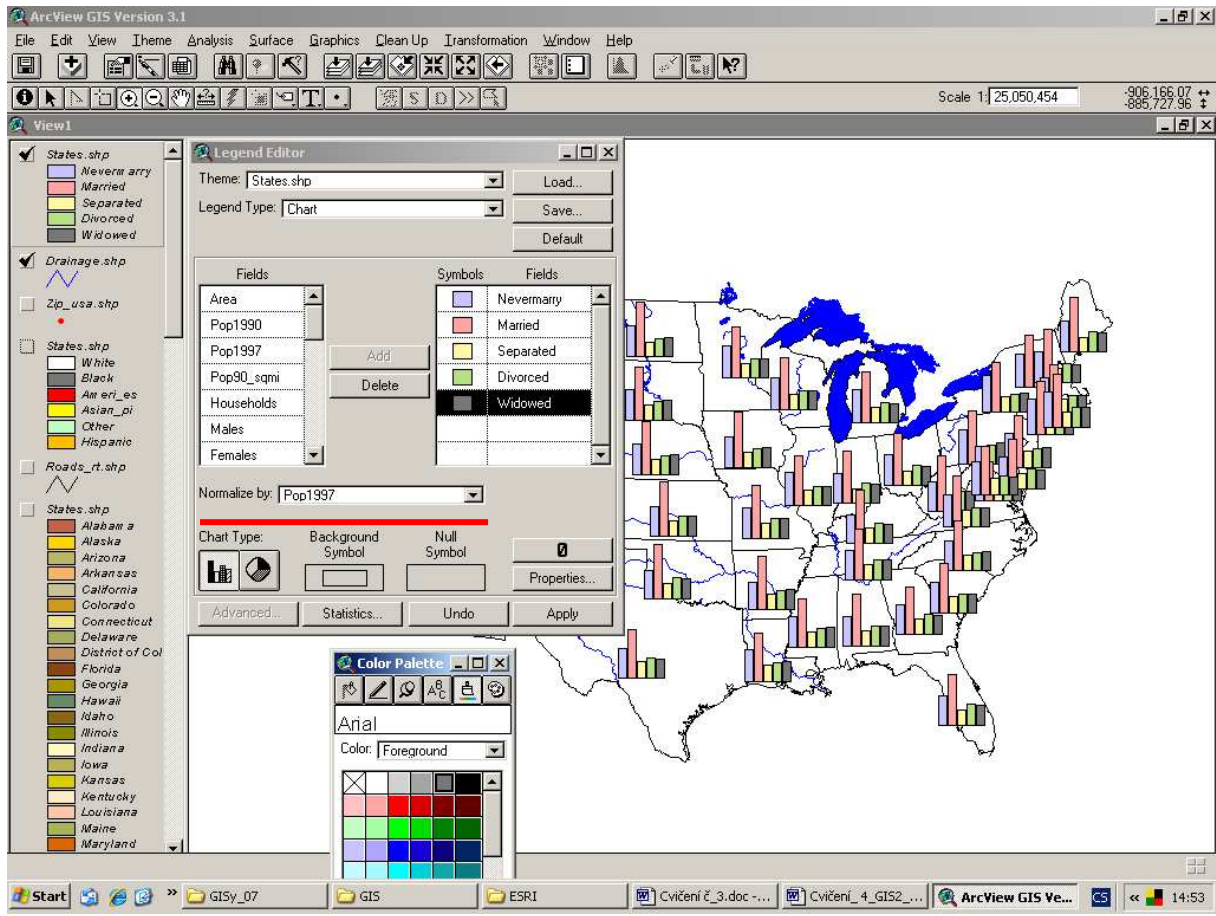 ArcView GIS Version 3.1
File Edit View Theme Analysis Surface Graphics Clean Up Transformation Window Help
Scale 1: 25,050,454
-906,166.07
-885,727.96
View1
States.shp
Neverm arry
Married
Separated
Divorced
Widowed
Drainage.shp
Zip_usa.shp
States.shp
White
Black
Am eri_es
Asian_pi
Other
Hispanic
Roads_rt.shp
States.shp
Alabam a
Alaska
Arizona
Arkansas
California
Colorado
Connecticut
Delaware
District of Col
Florida
Georgia
Hawaii
Idaho
Illinois
Indiana
Iowa
Kansas
Kentucky
Louisiana
Maine
Maryland
Legend Editor
Theme: States.shp
Load...
Legend Type: Chart
Save...
Default
Fields
Symbols Fields
Area
Pop1990
Pop1997
Pop90_sqmi
Households
Males
Females
Add
Delete
Nevermarry
Married
Separated
Divorced
Widowed
Normalize by: Pop1997
Chart Type:
Background Symbol
Null Symbol
0
Properties...
Advanced... Statistics... Undo Apply
Color Palette
Arial
Color: Foreground
Start
GISy_07
GIS
ESRI
Cvičení č_3.doc -...
Cvičení_ 4_GIS2_...
ArcView GIS Ve...
CS
14:53